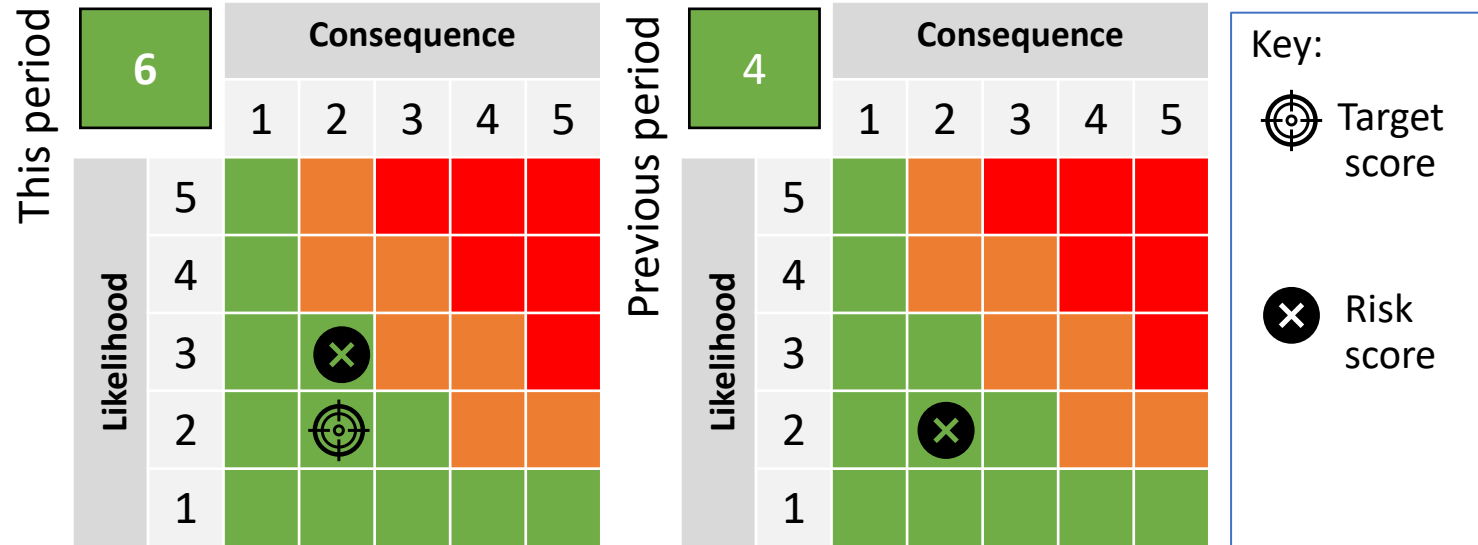 This period
6
Consequence
1 2 3 4 5
Likelihood
5
4
3
2
1
Previous period
4
Consequence
1 2 3 4 5
Likelihood
5
4
3
2
1
Key:
Target
score
Risk
score